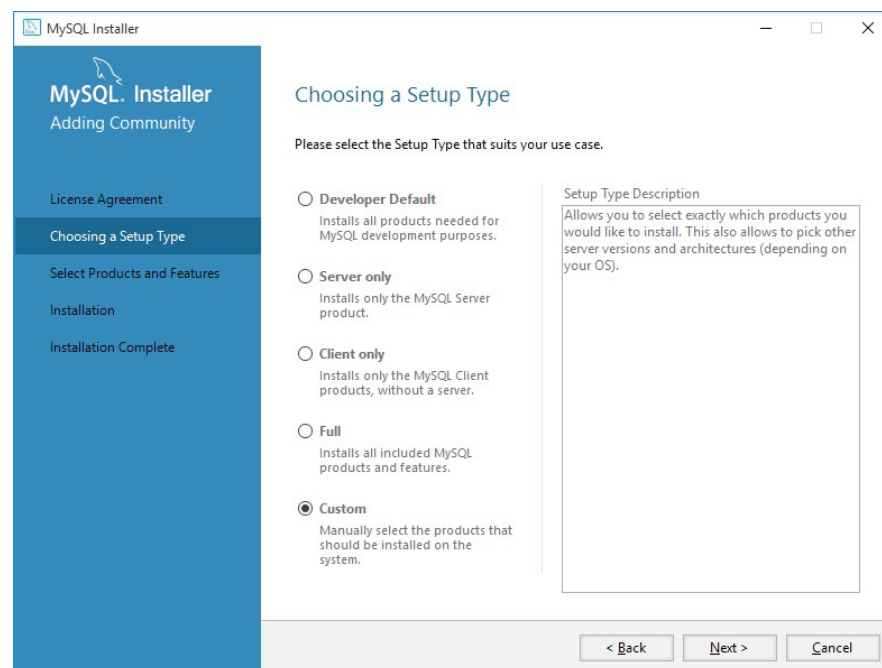 MySQL Installer
MySQL. Installer
Adding Community
License Agreement
Choosing a Setup Type
Select Products and Features
Installation
Installation Complete
Choosing a Setup Type
Please select the Setup Type that suits your use case.
Developer Default
Installs all products needed for
MySQL development purposes.
Server only
Installs only the MySQL Server
product.
Client only
Installs only the MySQL Client
products, without a server.
Full
Installs all included MySQL
products and features.
Custom
Manually select the products that
should be installed on the
system.
Setup Type Description
Allows you to select exactly which products you
would like to install. This also allows to pick other
server versions and architectures (depending on
your OS).
< Back
Next >
Cancel